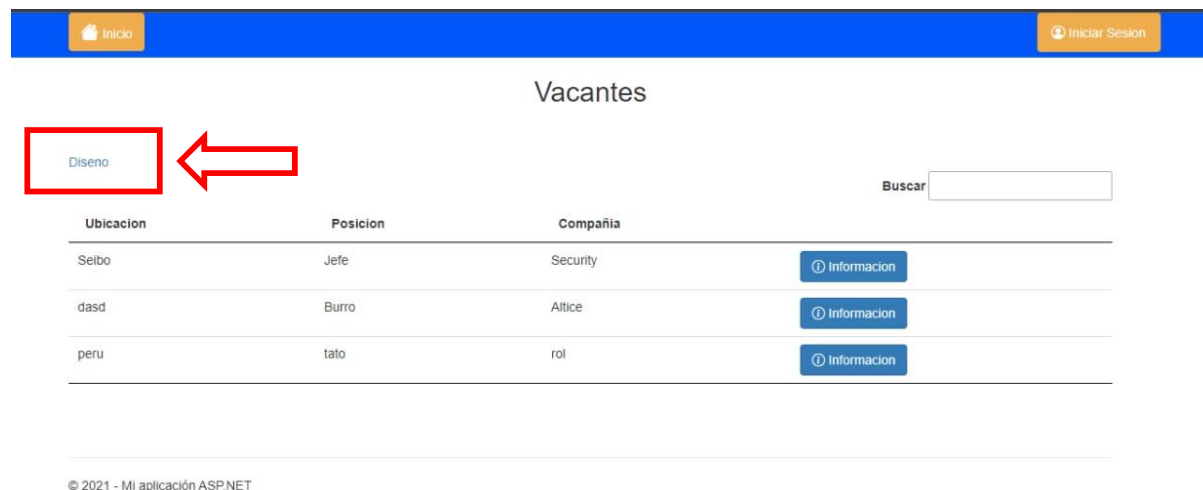 Inicio Iniciar Sesion
Vacantes
Diseno
Buscar
Ubicacion Posicion Compañia
Seibo Jefe Security Informacion
dasd Burro Altice Informacion
peru tato rol Informacion
© 2021 - Mi aplicación ASP.NET